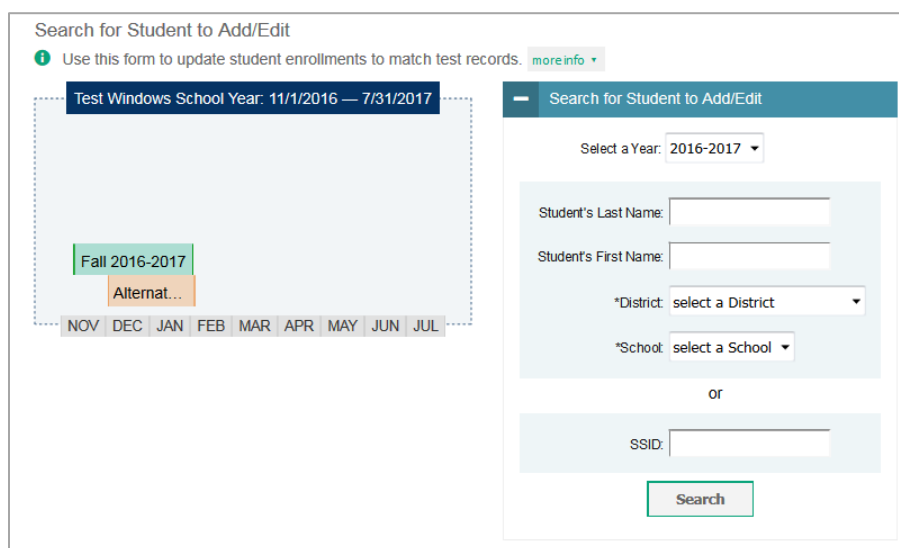 Search for Student to Add/Edit
Use this form to update student enrollments to match test records. more info
Test Windows School Year: 11/1/2016 — 7/31/2017
Fall 2016-2017
Alternat...
NOV DEC JAN FEB MAR APR MAY JUN JUL
Search for Student to Add/Edit
Select a Year: 2016-2017
Student's Last Name:
Student's First Name:
*District: select a District
*School: select a School
or
SSID:
Search